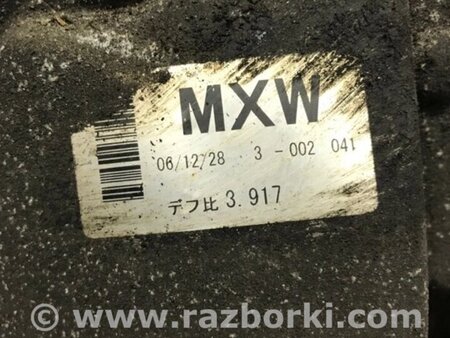 MXW
06/12/28 3-002 041
デフ比 3.917
© www.razborki.com